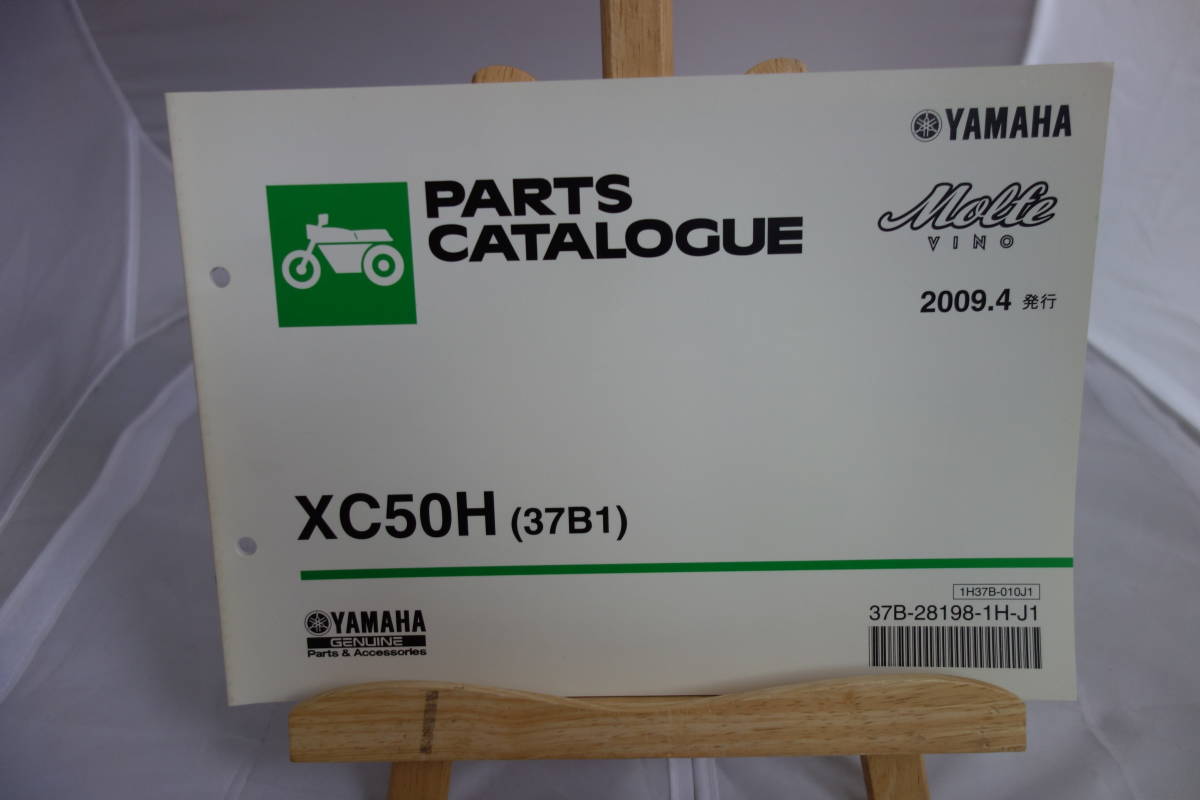 YAMAHA
PARTS
CATALOGUE
Molfe
VINO
2009.4 発行
XC50H (37B1)
1H37B-010J1
37B-28198-1H-J1
YAMAHA
GENUINE
Parts & Accessories